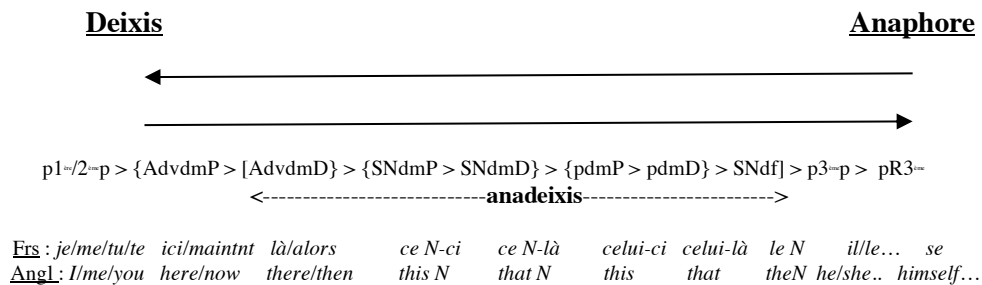 Deixis Anaphore
p1ère/2ème p > {AdvdmP > [AdvdmD} > {SNdmP > SNdmD} > {pdmP > pdmD} > SNdf] > p3ème p > pR3ème
<----------------------------anadeixis------------------------>
Frs : je/me/tu/te ici/maintnt là/alors ce N-ci ce N-là celui-ci celui-là le N il/le… se
Angl : I/me/you here/now there/then this N that N this that theN he/she.. himself…